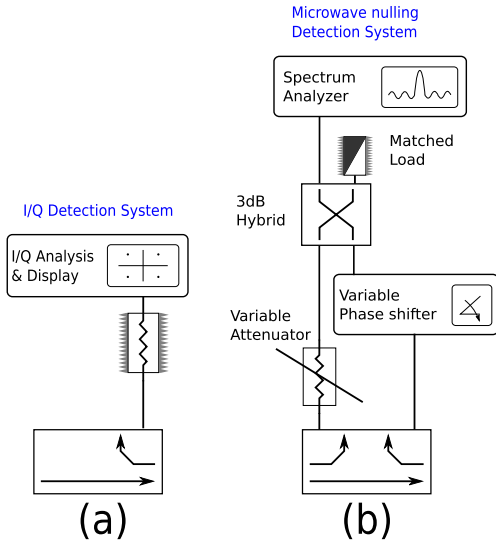 Microwave nulling
Detection System
Spectrum
Analyzer
Matched
Load
3dB
Hybrid
I/Q Detection System
I/Q Analysis
& Display
Variable
Phase shifter
Variable
Attenuator
(a)
(b)